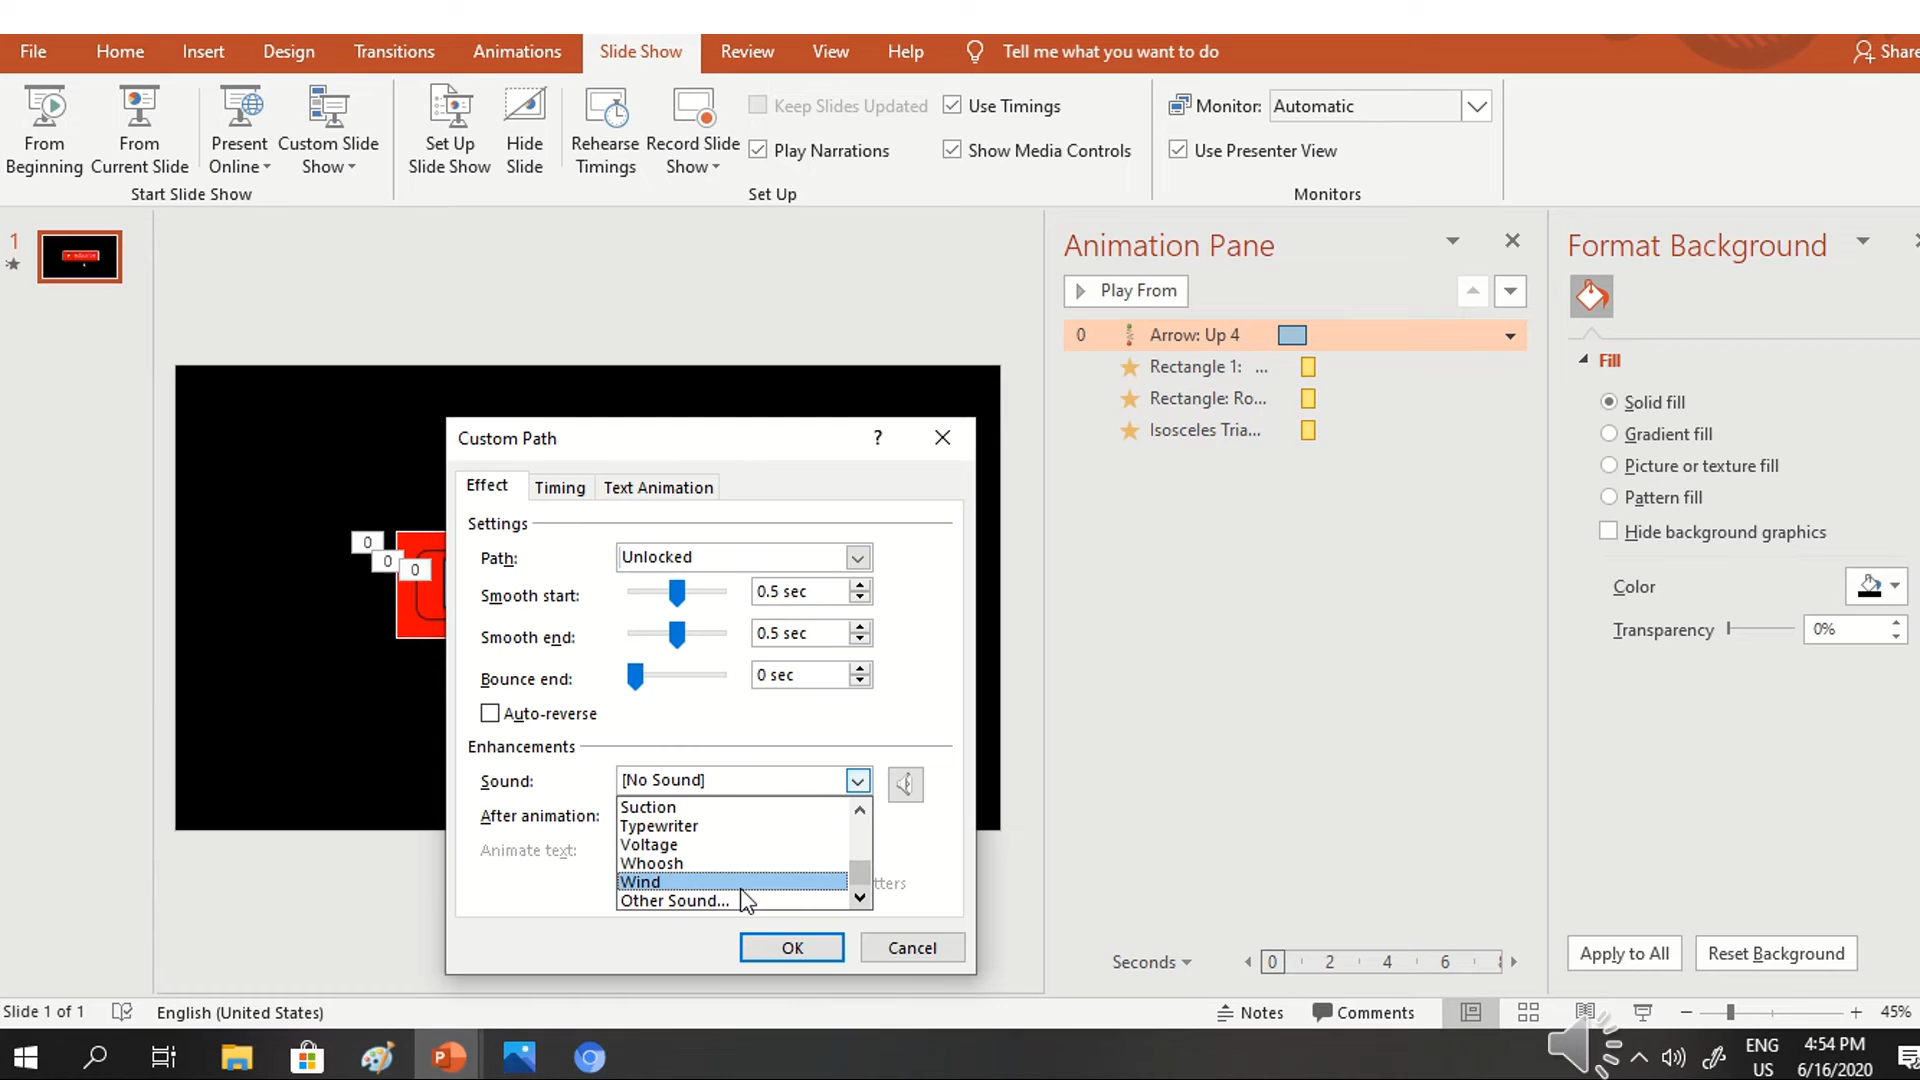 File Home Insert Design Transitions Animations Slide Show Review View Help Tell me what you want to do Share
From Beginning
From Current Slide
Present Online
Custom Slide Show
Start Slide Show
Set Up Slide Show
Hide Slide
Rehearse Timings
Record Slide Show
Keep Slides Updated
Play Narrations
Use Timings
Show Media Controls
Set Up
Monitor: Automatic
Use Presenter View
Monitors
1
Animation Pane
Play From
0 Arrow: Up 4
Rectangle 1: ...
Rectangle: Ro...
Isosceles Tria...
Seconds 0 2 4 6
Format Background
Fill
Solid fill
Gradient fill
Picture or texture fill
Pattern fill
Hide background graphics
Color
Transparency 0%
Apply to All Reset Background
0
0
0
Custom Path ?
Effect Timing Text Animation
Settings
Path: Unlocked
Smooth start: 0.5 sec
Smooth end: 0.5 sec
Bounce end: 0 sec
Auto-reverse
Enhancements
Sound: [No Sound]
After animation:
Animate text:
Suction
Typewriter
Voltage
Whoosh
Wind
Other Sound...
tters
OK Cancel
Slide 1 of 1 English (United States) Notes Comments 45%
ENG
US
4:54 PM
6/16/2020